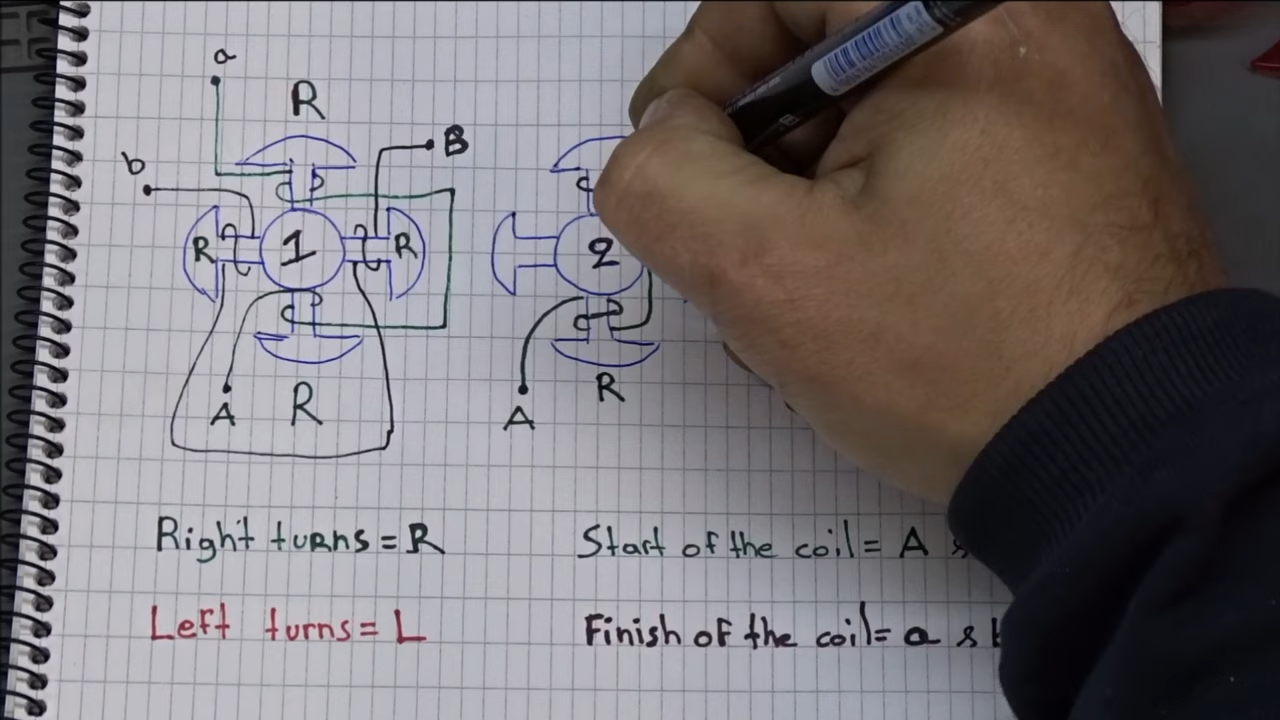 a
R
b
B
R
1
R
2
A
R
R
A
Right turns = R
Start of the coil = A &
Left turns = L
Finish of the coil = a &